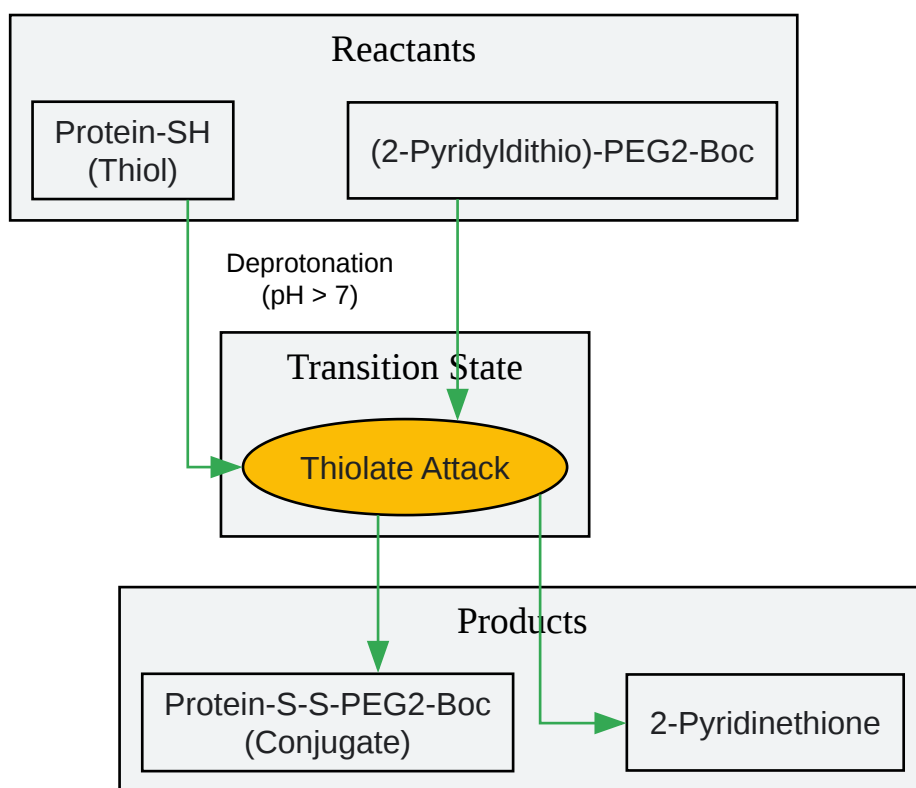 Reactants
Protein-SH
(Thiol)
(2-Pyridyldithio)-PEG2-Boc
Deprotonation
(pH > 7)
Transition State
Thiolate Attack
Products
Protein-S-S-PEG2-Boc
(Conjugate)
2-Pyridinethione